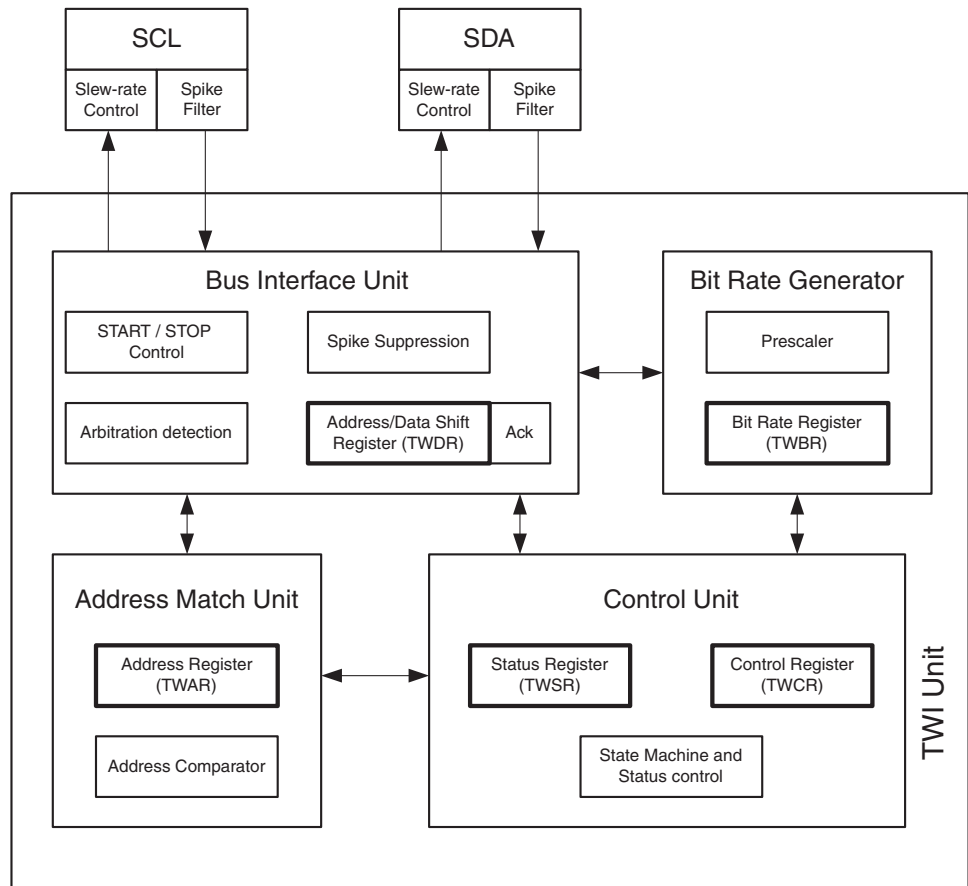 SCL
Slew-rate
Control
Spike
Filter
SDA
Slew-rate
Control
Spike
Filter
Bus Interface Unit
START / STOP
Control
Spike Suppression
Arbitration detection
Address/Data Shift
Register (TWDR)
Ack
Bit Rate Generator
Prescaler
Bit Rate Register
(TWBR)
Address Match Unit
Address Register
(TWAR)
Address Comparator
Control Unit
Status Register
(TWSR)
Control Register
(TWCR)
State Machine and
Status control
TWI Unit